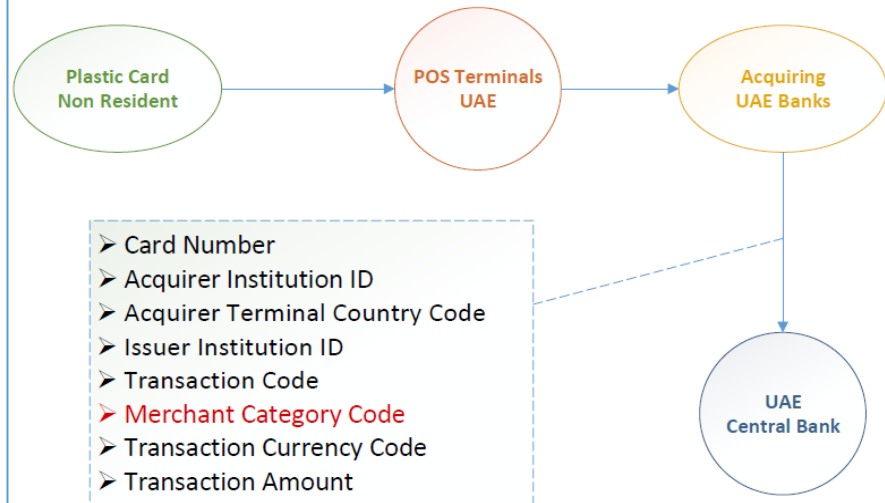 Plastic Card
Non Resident
POS Terminals
UAE
Acquiring
UAE Banks
➢ Card Number
➢ Acquirer Institution ID
➢ Acquirer Terminal Country Code
➢ Issuer Institution ID
➢ Transaction Code
➢ Merchant Category Code
➢ Transaction Currency Code
➢ Transaction Amount
UAE
Central Bank